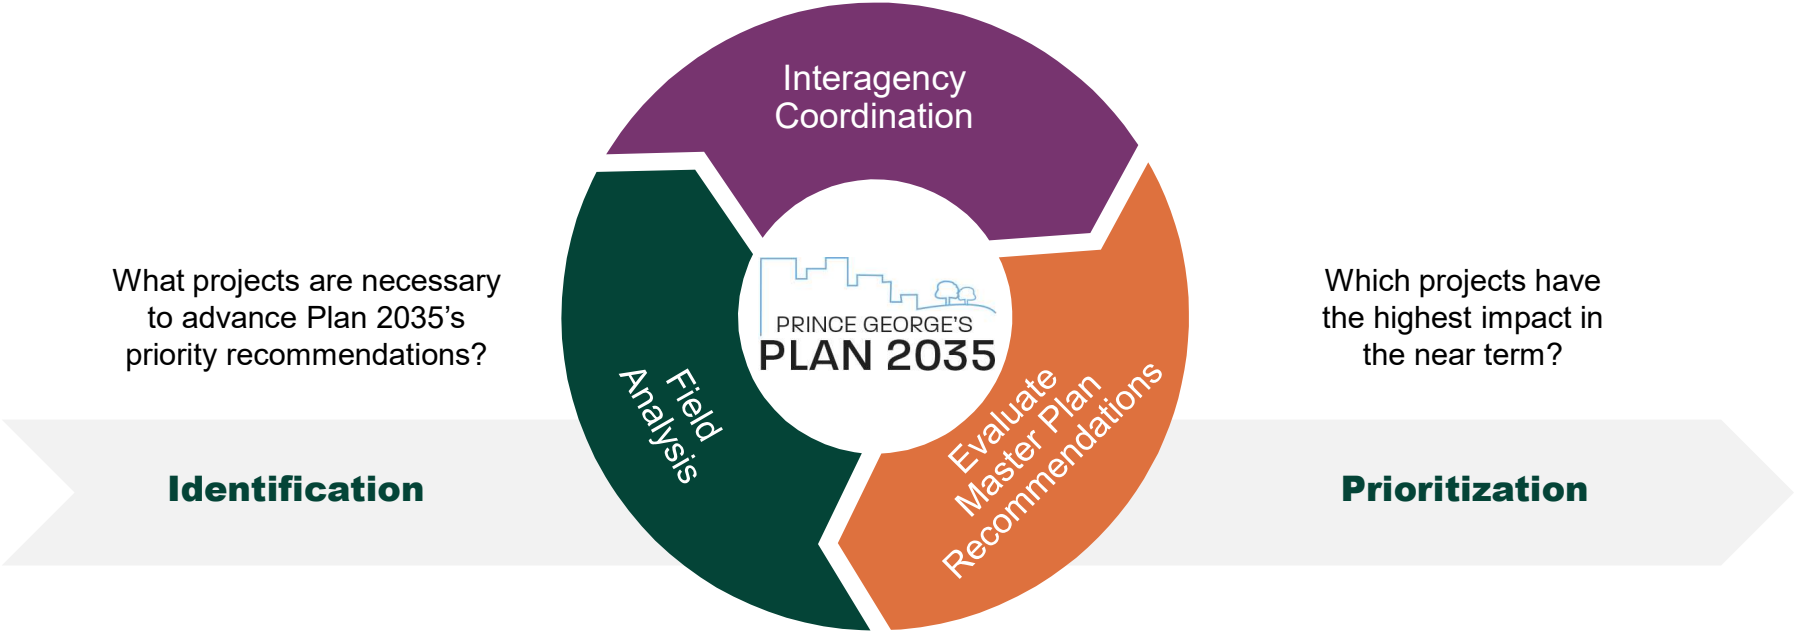 Interagency
Coordination
What projects are necessary
to advance Plan 2035’s
priority recommendations?
Identification
Field
Analysis
PRINCE GEORGE'S
PLAN 2035
Evaluate
Master Plan
Recommendations
Which projects have
the highest impact in
the near term?
Prioritization